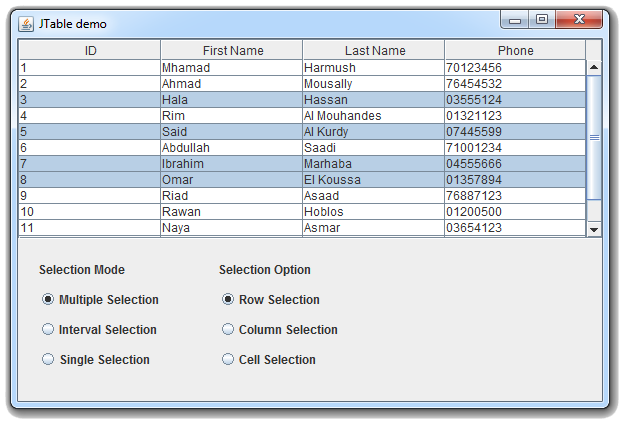 JTable demo
ID First Name Last Name Phone
1 Mhamad Harmush 70123456
2 Ahmad Mousally 76454532
3 Hala Hassan 03555124
4 Rim Al Mouhandes 01321123
5 Said Al Kurdy 07445599
6 Abdullah Saadi 71001234
7 Ibrahim Marhaba 04555666
8 Omar El Koussa 01357894
9 Riad Asaad 76887123
10 Rawan Hoblos 01200500
11 Naya Asmar 03654123
Selection Mode Selection Option
Multiple Selection Row Selection
Interval Selection Column Selection
Single Selection Cell Selection